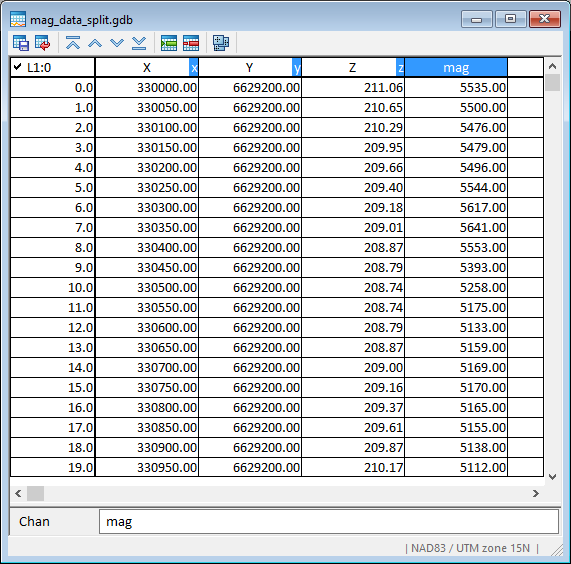 mag_data_split.gdb
✔ L1:0 X x Y y Z z mag
0.0 330000.00 6629200.00 211.06 5535.00
1.0 330050.00 6629200.00 210.65 5500.00
2.0 330100.00 6629200.00 210.29 5476.00
3.0 330150.00 6629200.00 209.95 5479.00
4.0 330200.00 6629200.00 209.66 5496.00
5.0 330250.00 6629200.00 209.40 5544.00
6.0 330300.00 6629200.00 209.18 5617.00
7.0 330350.00 6629200.00 209.01 5641.00
8.0 330400.00 6629200.00 208.87 5553.00
9.0 330450.00 6629200.00 208.79 5393.00
10.0 330500.00 6629200.00 208.74 5258.00
11.0 330550.00 6629200.00 208.74 5175.00
12.0 330600.00 6629200.00 208.79 5133.00
13.0 330650.00 6629200.00 208.87 5159.00
14.0 330700.00 6629200.00 209.00 5169.00
15.0 330750.00 6629200.00 209.16 5170.00
16.0 330800.00 6629200.00 209.37 5165.00
17.0 330850.00 6629200.00 209.61 5155.00
18.0 330900.00 6629200.00 209.87 5138.00
19.0 330950.00 6629200.00 210.17 5112.00
Chan mag
| NAD83 / UTM zone 15N |